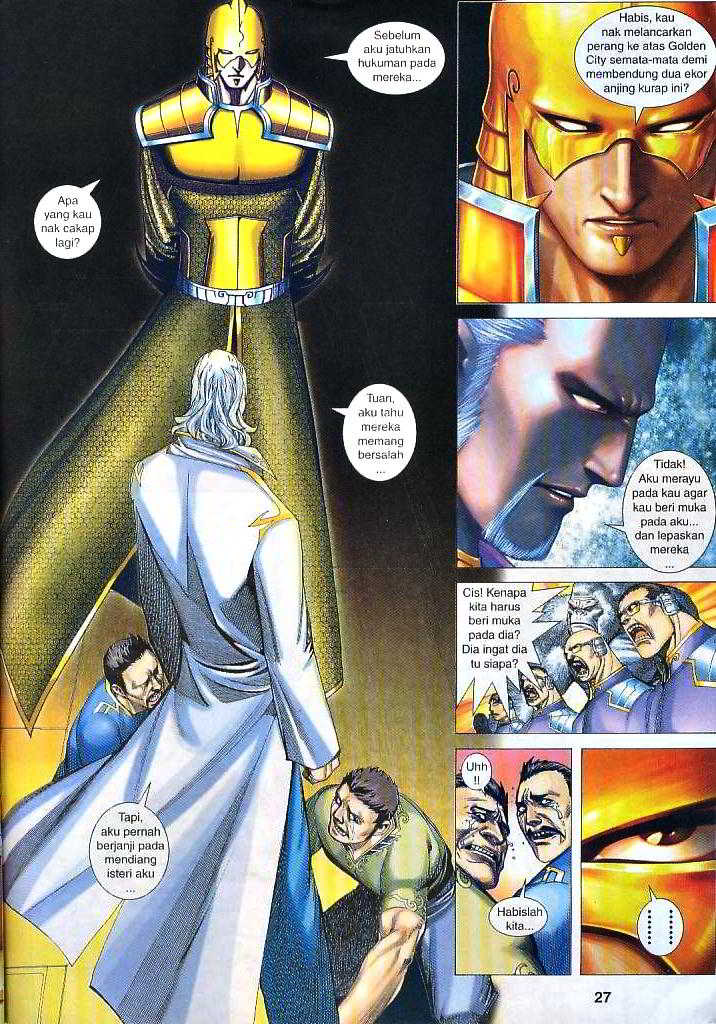 Sebelum
aku jatuhkan
hukuman pada
mereka...
Apa
yang kau
nak cakap
lagi?
Tuan,
aku tahu
mereka
memang
bersalah
...
Tapi,
aku pernah
berjanji pada
mendiang
isteri aku
...
Habis, kau
nak melancarkan
perang ke atas Golden
City semata-mata demi
membendung dua ekor
anjing kurap ini?
Tidak!
Aku merayu
pada kau agar
kau beri muka
pada aku...
dan lepaskan
mereka
...
Cis! Kenapa
kita harus
beri muka
pada dia?
Dia ingat dia
tu siapa?
Uhh
!!
Habislah
kita...
27